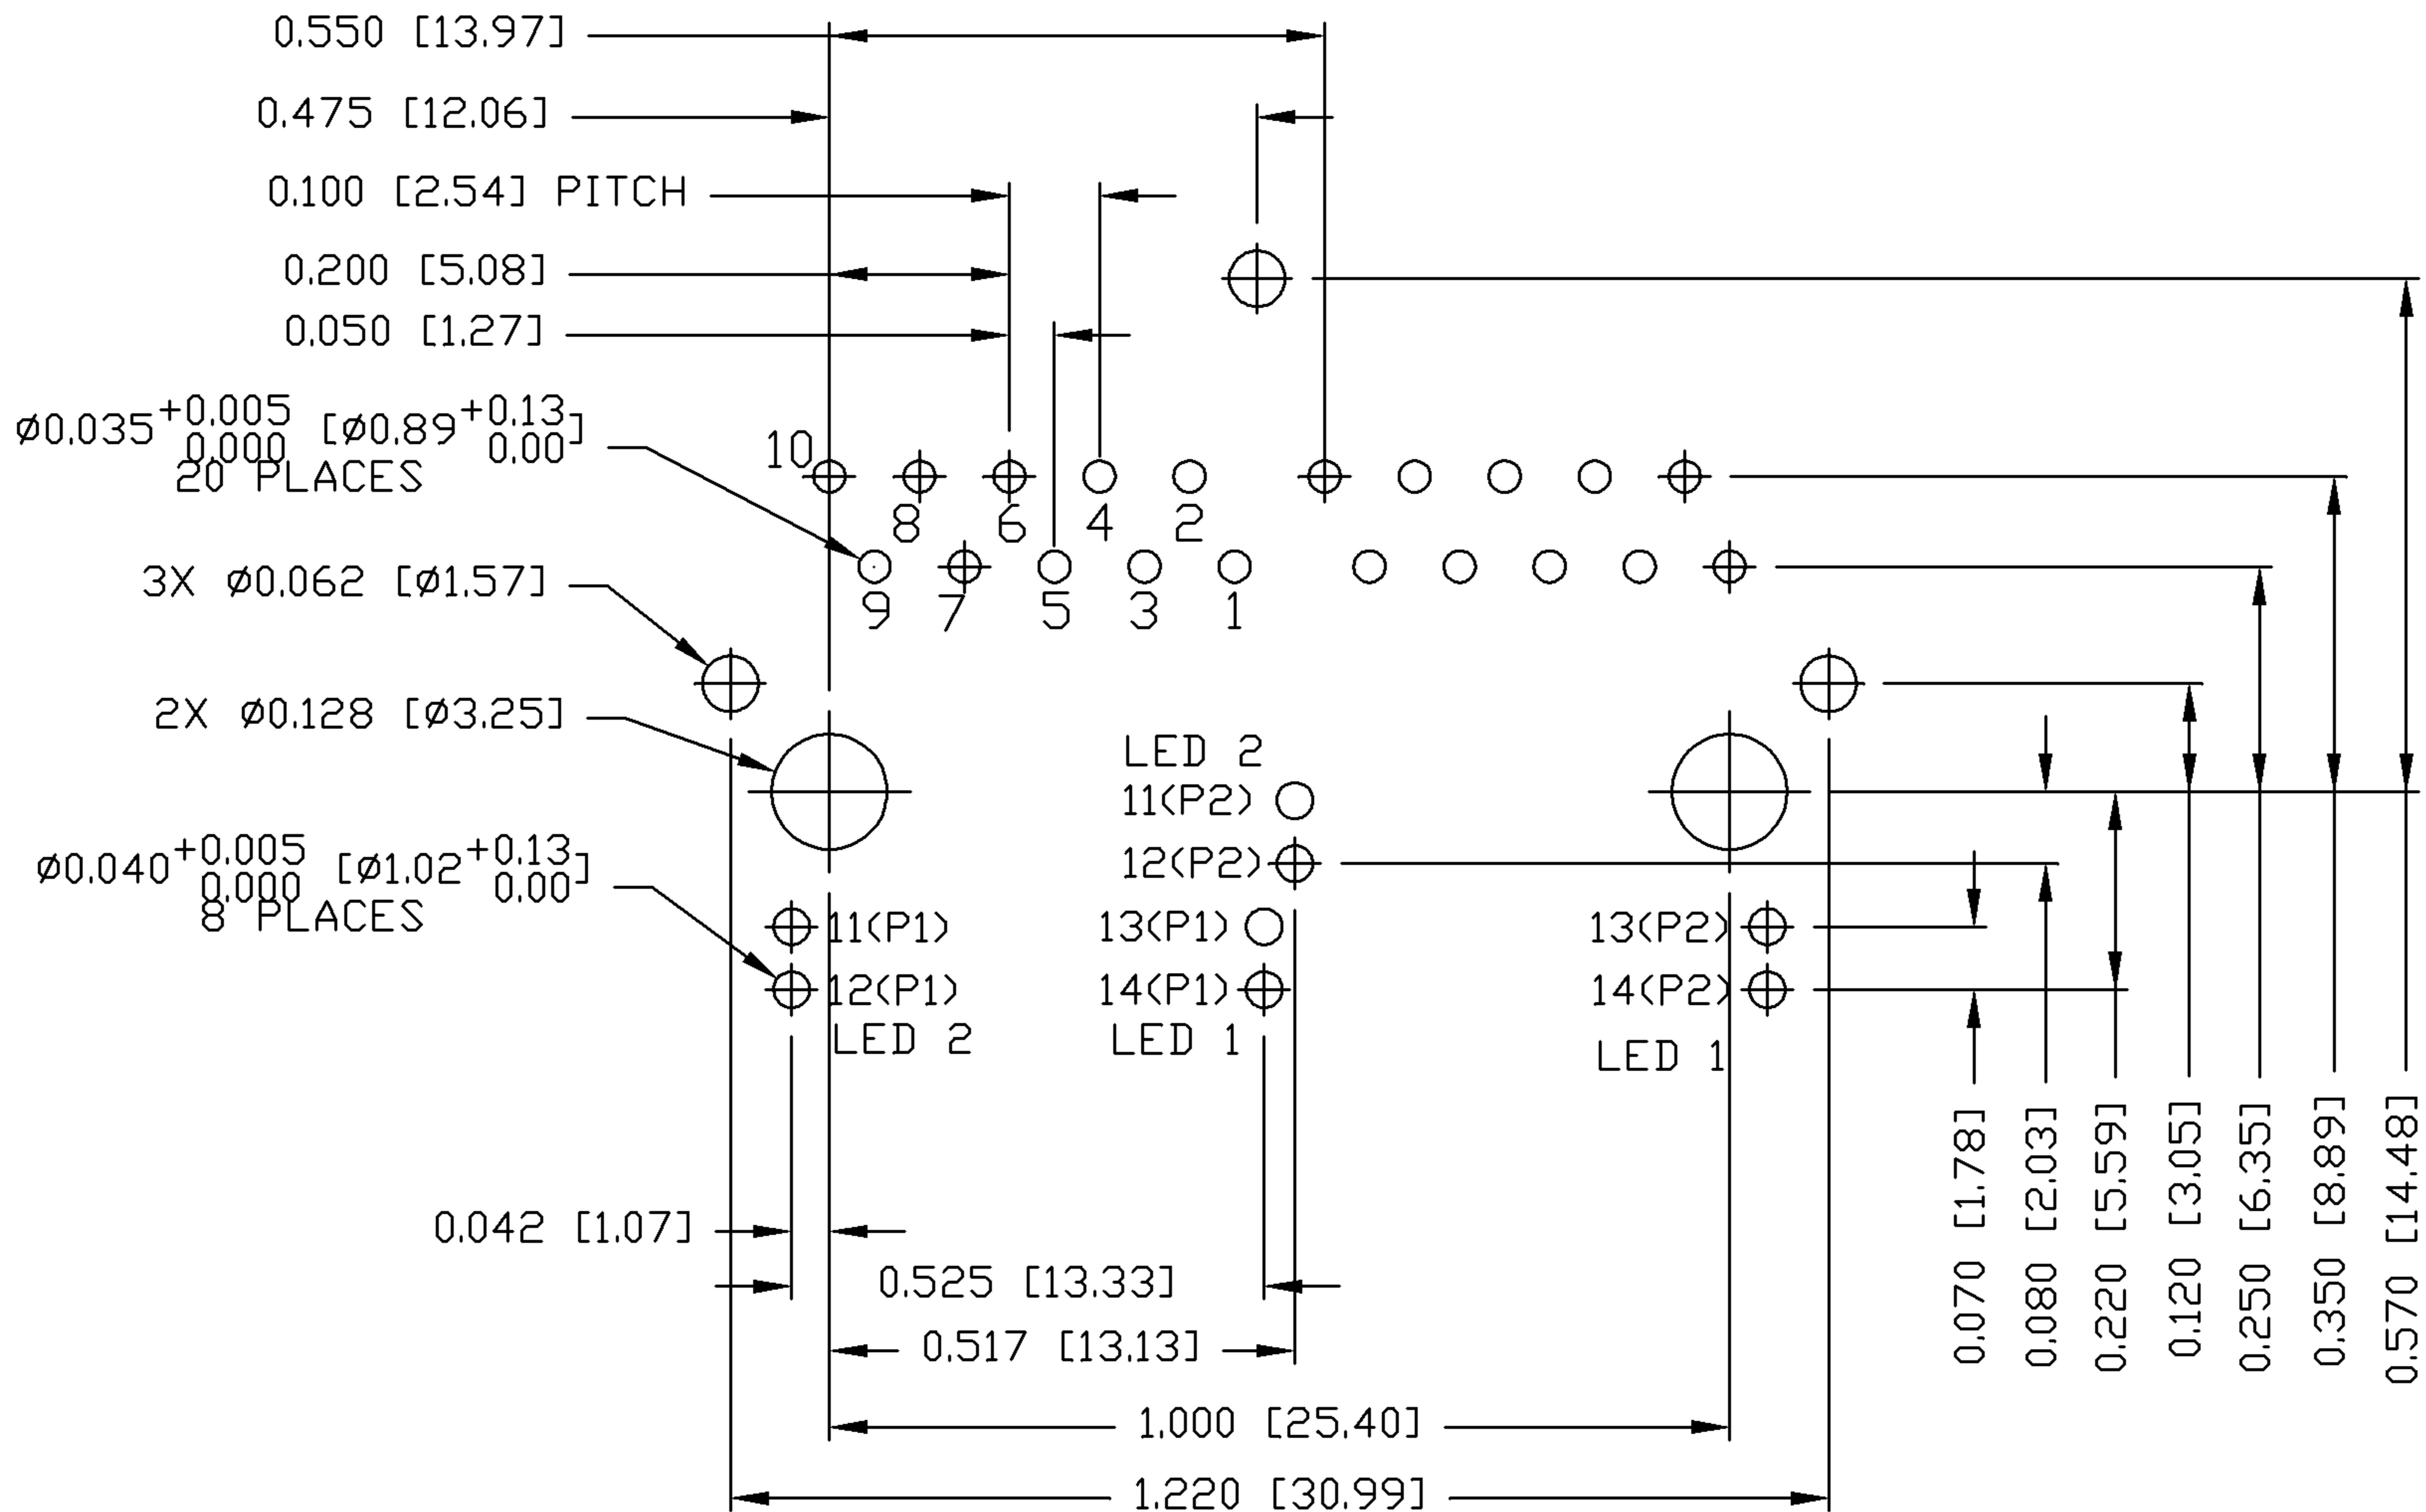 0.550 [13.97]
0.475 [12.06]
0.100 [2.54] PITCH
0.200 [5.08]
0.050 [1.27]
ø0.035+0.005 0.000 [ø0.89+0.13 0.00]
20 PLACES
10
8 6 4 2
9 7 5 3 1
3X ø0.062 [ø1.57]
2X ø0.128 [ø3.25]
LED 2
11(P2)
12(P2)
ø0.040+0.005 0.000 [ø1.02+0.13 0.00]
8 PLACES
11(P1) 13(P1) 13(P2)
12(P1) 14(P1) 14(P2)
LED 2 LED 1 LED 1
0.042 [1.07]
0.525 [13.33]
0.517 [13.13]
1.000 [25.40]
1.220 [30.99]
0.070 [1.78]
0.080 [2.03]
0.220 [5.59]
0.120 [3.05]
0.250 [6.35]
0.350 [8.89]
0.570 [14.48]